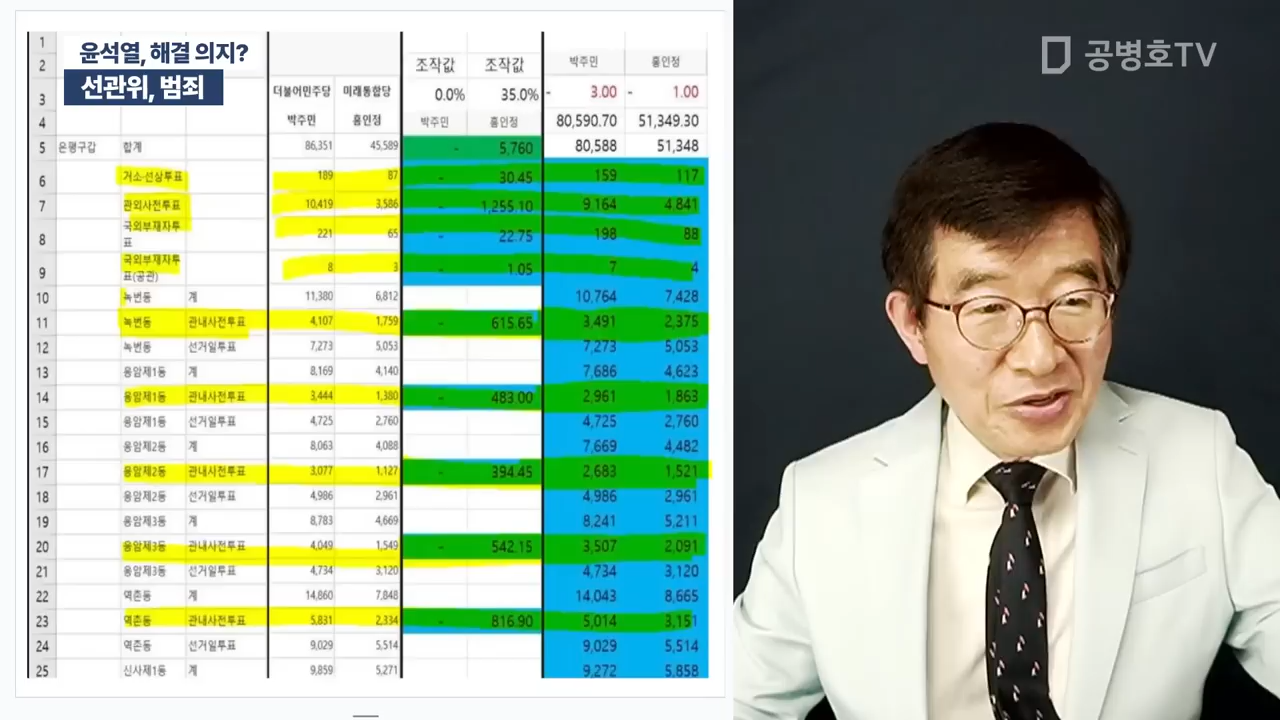 윤석열, 해결 의지?
선관위, 범죄
공병호TV
1
2 조작값 조작값 박주민 홍인정
3 더불어민주당 미래통합당 0.0% 35.0% - 3.00 - 1.00
4 박주민 홍인정 박주민 홍인정 80,590.70 51,349.30
5 은평구갑 합계 86,351 45,589 - 5,760 80,588 51,348
6 거소·선상투표 189 87 - 30.45 159 117
7 관외사전투표 10,419 3,586 - 1,255.10 9,164 4,841
8 국외부재자투표 221 65 - 22.75 198 88
9 국외부재자투표(공관) 8 3 - 1.05 7 4
10 녹번동 계 11,380 6,812 10,764 7,428
11 녹번동 관내사전투표 4,107 1,759 - 615.65 3,491 2,375
12 녹번동 선거일투표 7,273 5,053 7,273 5,053
13 응암제1동 계 8,169 4,140 7,686 4,623
14 응암제1동 관내사전투표 3,444 1,380 - 483.00 2,961 1,863
15 응암제1동 선거일투표 4,725 2,760 4,725 2,760
16 응암제2동 계 8,063 4,088 7,669 4,482
17 응암제2동 관내사전투표 3,077 1,127 - 394.45 2,683 1,521
18 응암제2동 선거일투표 4,986 2,961 4,986 2,961
19 응암제3동 계 8,783 4,669 8,241 5,211
20 응암제3동 관내사전투표 4,049 1,549 - 542.15 3,507 2,091
21 응암제3동 선거일투표 4,734 3,120 4,734 3,120
22 역촌동 계 14,860 7,848 14,043 8,665
23 역촌동 관내사전투표 5,831 2,334 - 816.90 5,014 3,151
24 역촌동 선거일투표 9,029 5,514 9,029 5,514
25 신사제1동 계 9,859 5,271 9,272 5,858